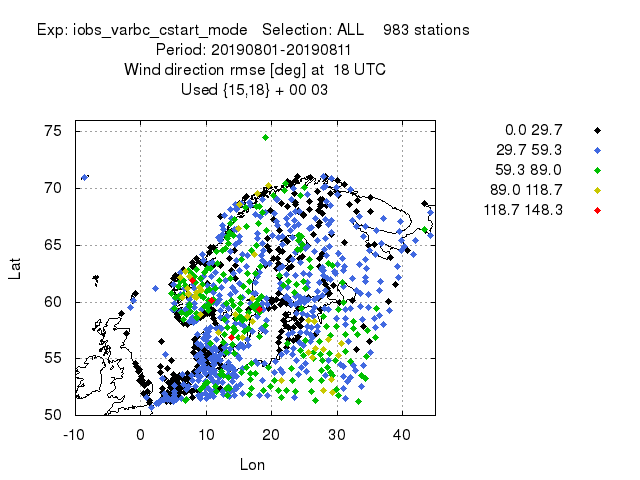 Exp: iobs_varbc_cstart_mode   Selection: ALL    983 stations
Period: 20190801-20190811
Wind direction rmse [deg] at  18 UTC
Used {15,18} + 00 03
0.0 29.7
29.7 59.3
59.3 89.0
89.0 118.7
118.7 148.3
75
70
65
60
55
50
Lat
-10 0 10 20 30 40
Lon